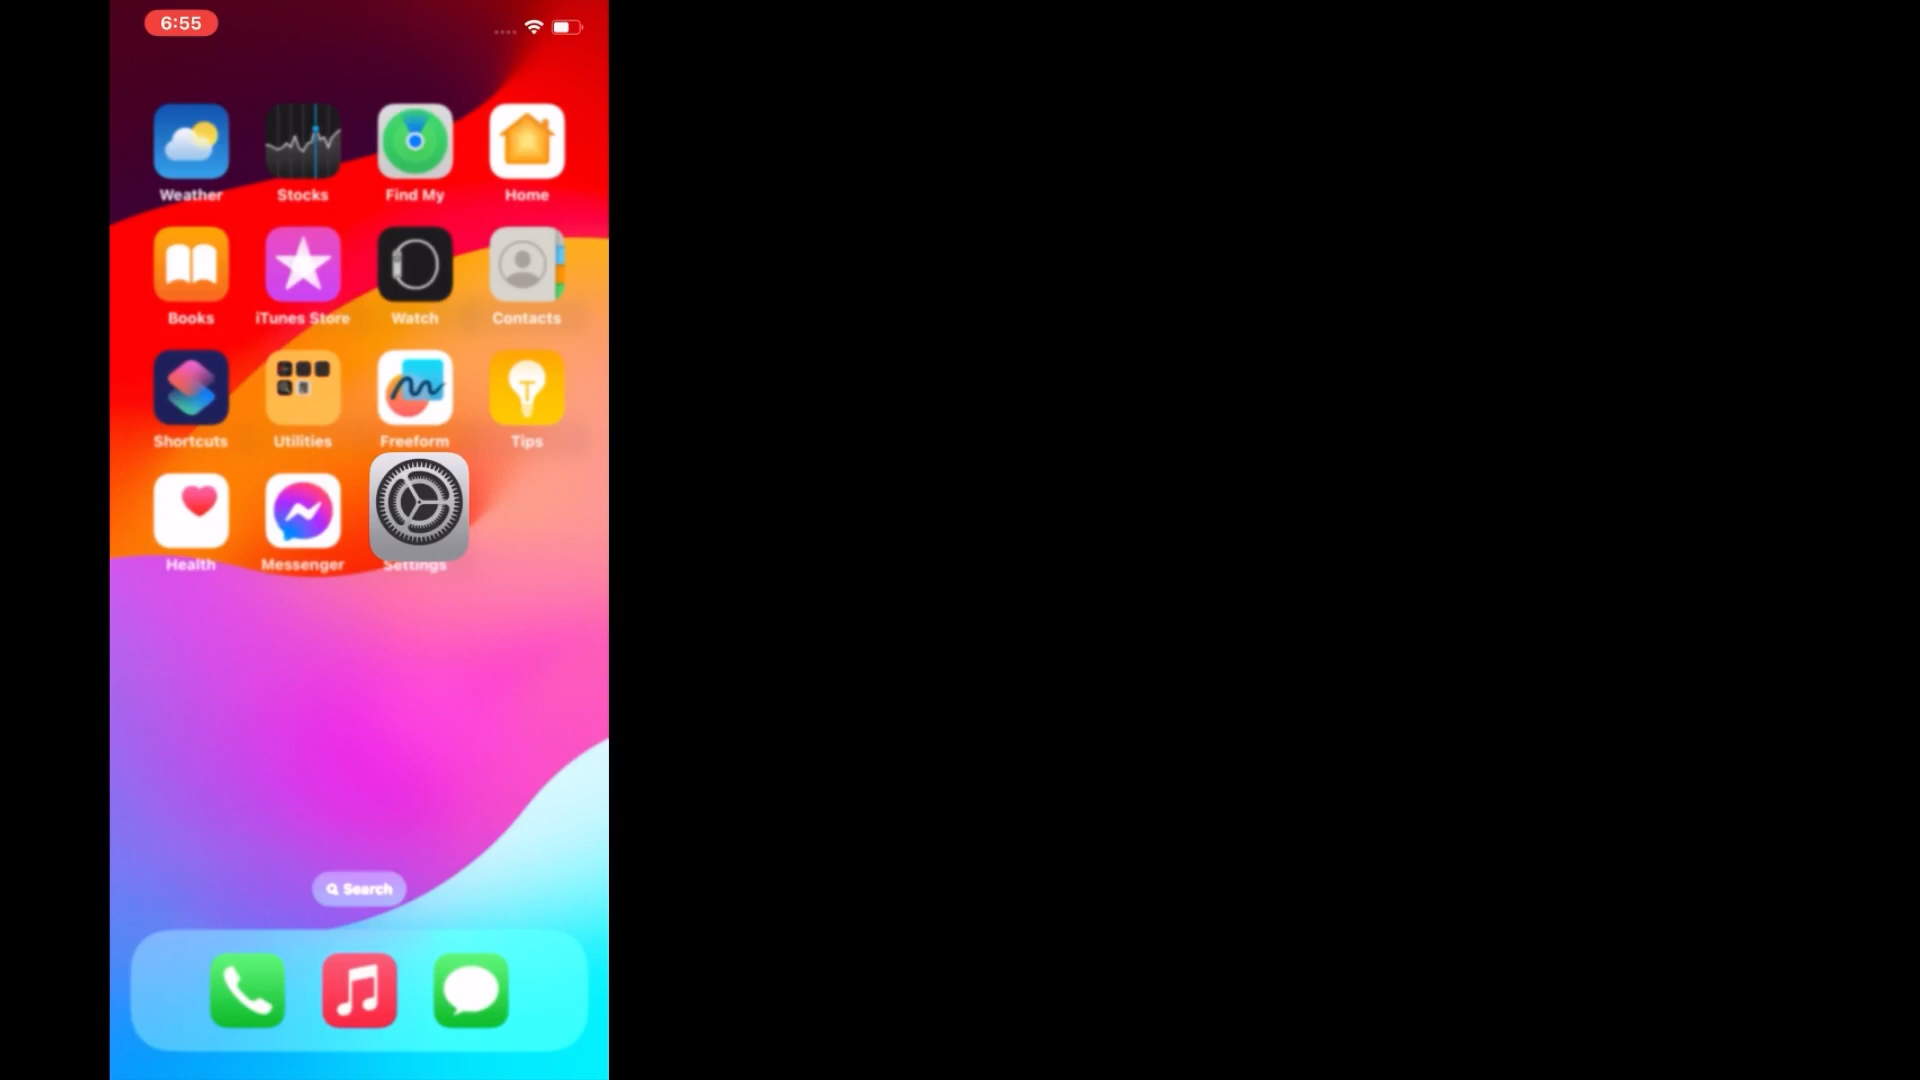 6:55
Weather Stocks Find My Home
Books iTunes Store Watch Contacts
Shortcuts Utilities Freeform Tips
Health Messenger Settings
Search